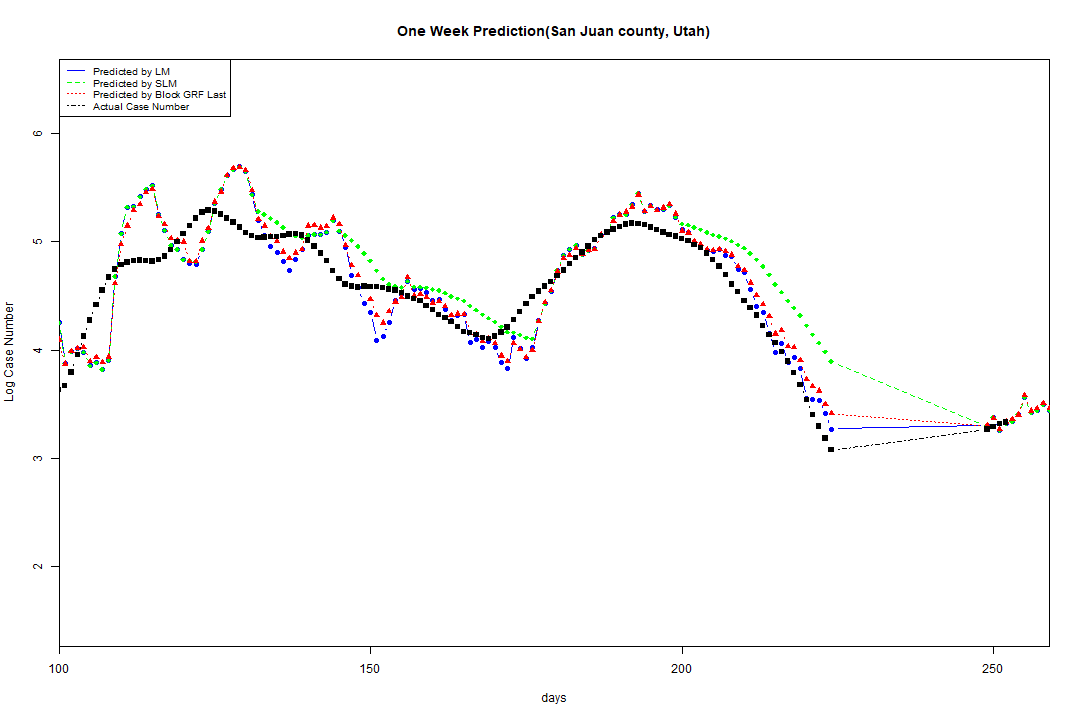 One Week Prediction(San Juan county, Utah)
Predicted by LM
Predicted by SLM
Predicted by Block GRF Last
Actual Case Number
6
5
4
3
2
Log Case Number
100 150 200 250
days